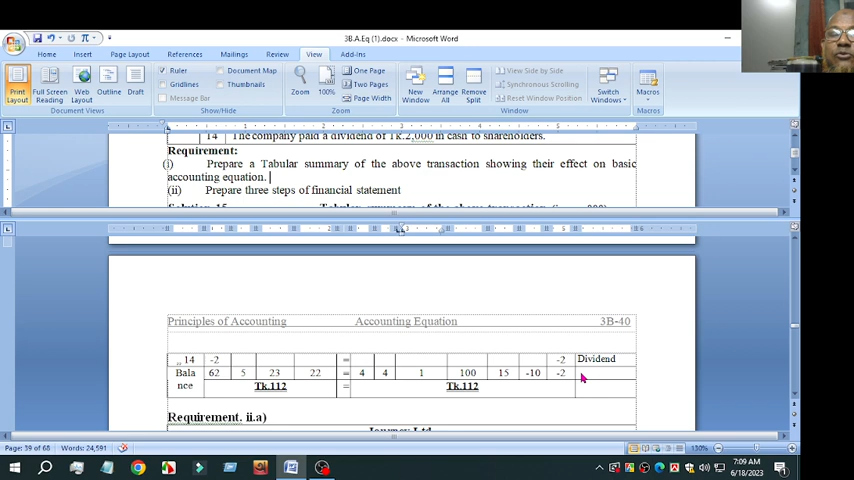 3B.A.Eq (1).docx - Microsoft Word
Home Insert Page Layout References Mailings Review View Add-Ins
Print Layout Full Screen Reading Web Layout Outline Draft
Ruler
Gridlines
Message Bar
Document Map
Thumbnails
Zoom 100%
One Page
Two Pages
Page Width
New Window Arrange All Remove Split
View Side by Side
Synchronous Scrolling
Reset Window Position
Switch Windows Macros
Document Views Show/Hide Zoom Window Macros
14 The company paid a dividend of Tk.2,000 in cash to shareholders.
Requirement:
(i) Prepare a Tabular summary of the above transaction showing their effect on basic
accounting equation.
(ii) Prepare three steps of financial statement
Principles of Accounting Accounting Equation 3B-40
,, 14 -2 = -2 Dividend
Bala 62 5 23 22 = 4 4 1 100 15 -10 -2
nce Tk.112 = Tk.112
Requirement. ii.a)
Page: 59 of 68 Words: 24,591 150%
7:09 AM
6/18/2023